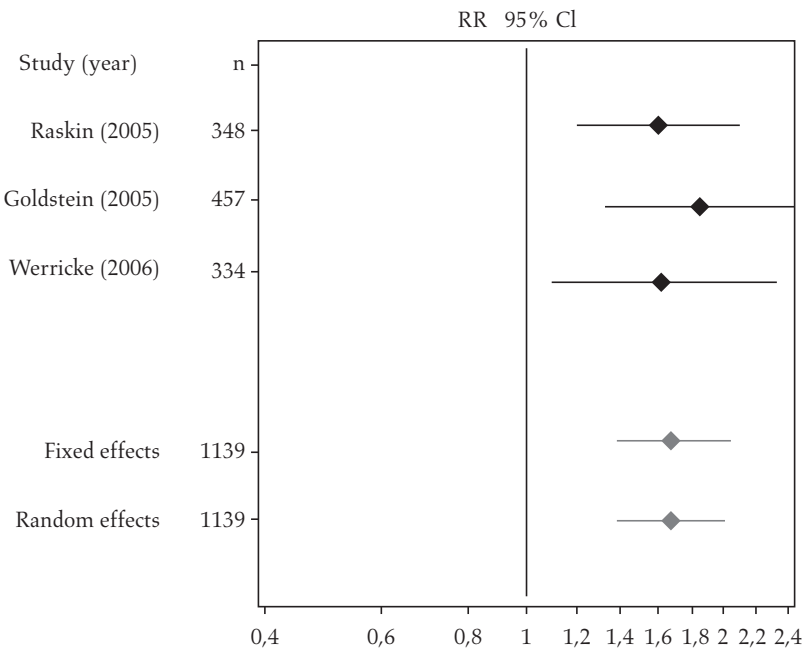 RR 95% Cl
Study (year) n
Raskin (2005) 348
Goldstein (2005) 457
Werricke (2006) 334
Fixed effects 1139
Random effects 1139
0,4 0,6 0,8 1 1,2 1,4 1,6 1,8 2 2,2 2,4